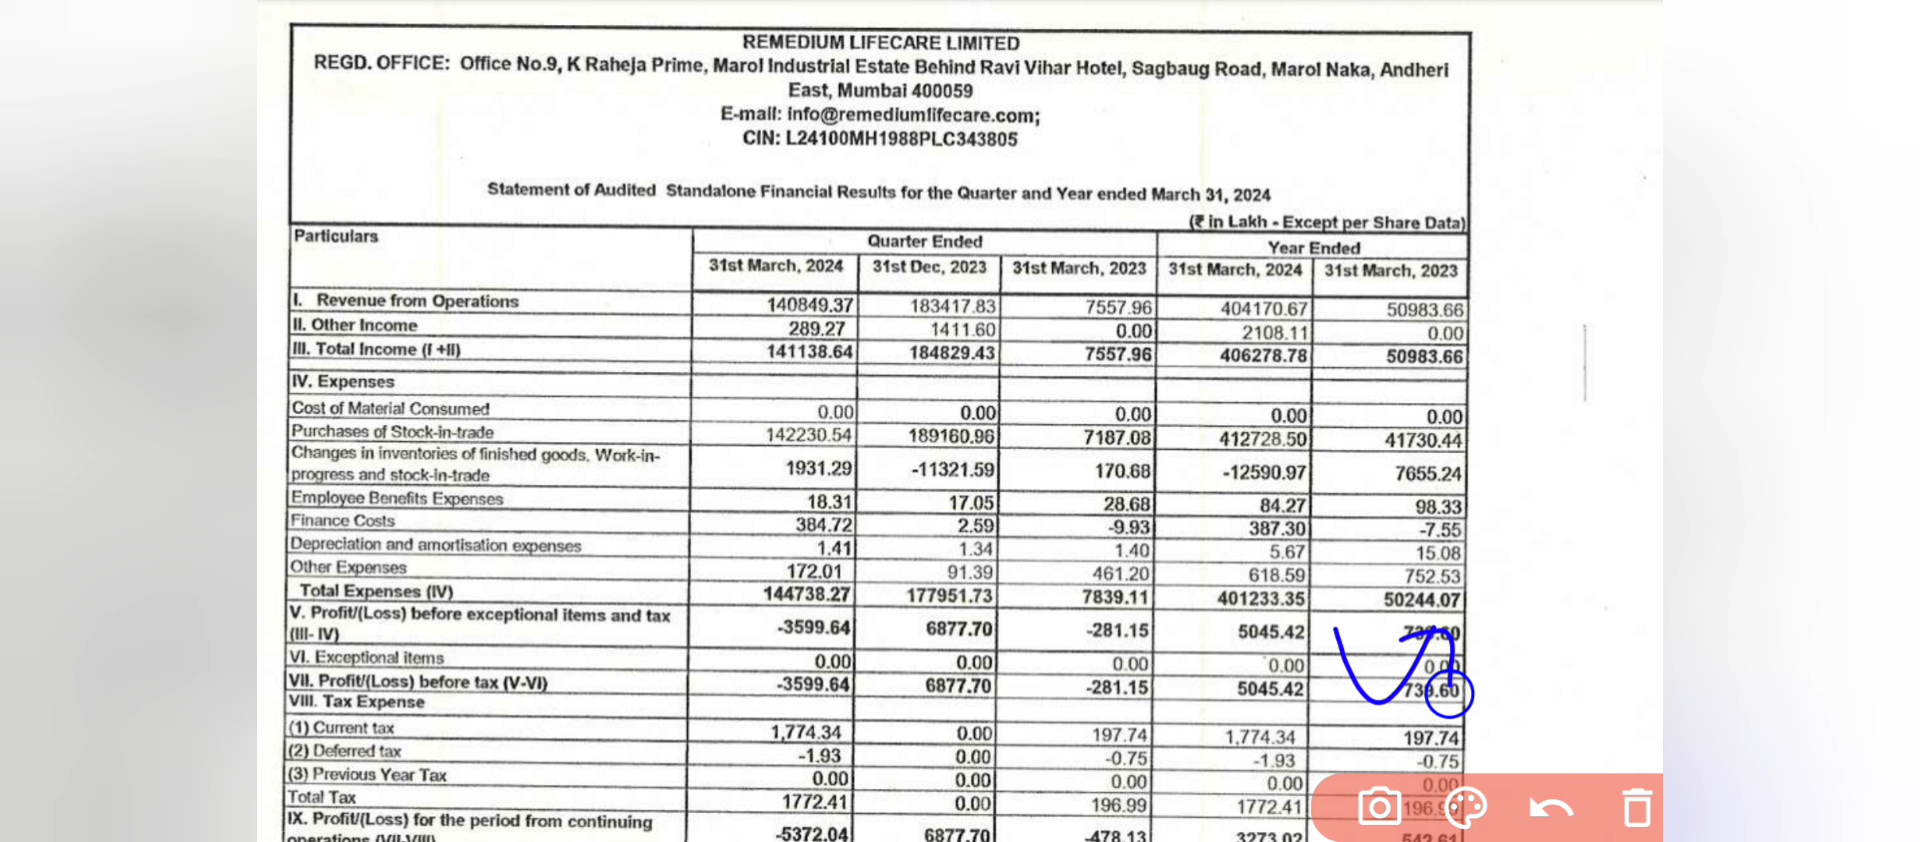 REMEDIUM LIFECARE LIMITED
REGD. OFFICE: Office No.9, K Raheja Prime, Marol Industrial Estate Behind Ravi Vihar Hotel, Sagbaug Road, Marol Naka, Andheri
East, Mumbai 400059
E-mail: info@remediumlifecare.com;
CIN: L24100MH1988PLC343805
Statement of Audited Standalone Financial Results for the Quarter and Year ended March 31, 2024
(₹ in Lakh - Except per Share Data)
Particulars Quarter Ended Year Ended
31st March, 2024 31st Dec, 2023 31st March, 2023 31st March, 2024 31st March, 2023
I. Revenue from Operations 140849.37 183417.83 7557.96 404170.67 50983.66
II. Other Income 289.27 1411.60 0.00 2108.11 0.00
III. Total Income (I +II) 141138.64 184829.43 7557.96 406278.78 50983.66
IV. Expenses
Cost of Material Consumed 0.00 0.00 0.00 0.00 0.00
Purchases of Stock-in-trade 142230.54 189160.96 7187.08 412728.50 41730.44
Changes in inventories of finished goods, Work-in-
progress and stock-in-trade 1931.29 -11321.59 170.68 -12590.97 7655.24
Employee Benefits Expenses 18.31 17.05 28.68 84.27 98.33
Finance Costs 384.72 2.59 -9.93 387.30 -7.55
Depreciation and amortisation expenses 1.41 1.34 1.40 5.67 15.08
Other Expenses 172.01 91.39 461.20 618.59 752.53
Total Expenses (IV) 144738.27 177951.73 7839.11 401233.35 50244.07
V. Profit/(Loss) before exceptional items and tax
(III- IV) -3599.64 6877.70 -281.15 5045.42
VI. Exceptional items 0.00 0.00 0.00 0.00 0.00
VII. Profit/(Loss) before tax (V-VI) -3599.64 6877.70 -281.15 5045.42 739.60
VIII. Tax Expense
(1) Current tax 1,774.34 0.00 197.74 1,774.34 197.74
(2) Deferred tax -1.93 0.00 -0.75 -1.93 -0.75
(3) Previous Year Tax 0.00 0.00 0.00 0.00 0.00
Total Tax 1772.41 0.00 196.99 1772.41
IX. Profit/(Loss) for the period from continuing
operations (VII-VIII) -5372.04 6877.70 -478.13 3273.02